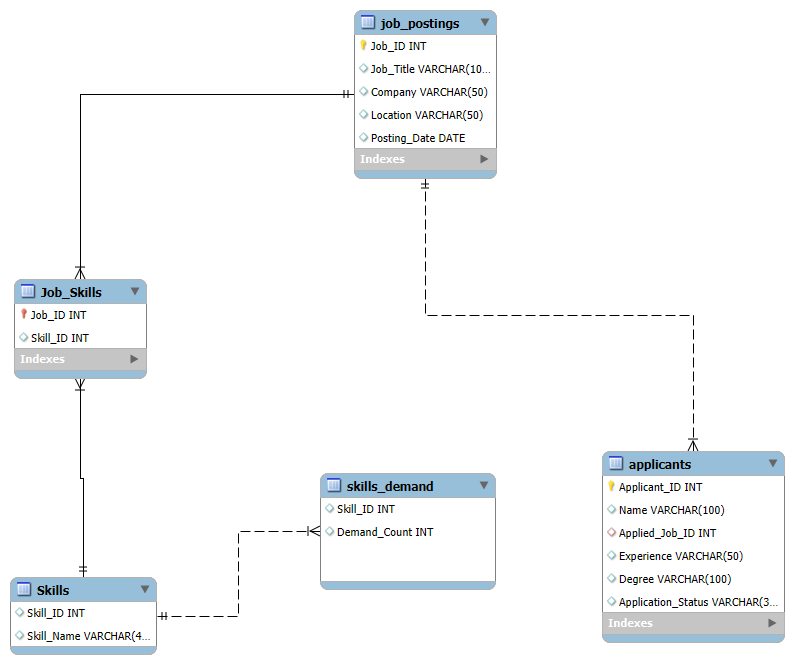 job_postings
Job_ID INT
Job_Title VARCHAR(10...
Company VARCHAR(50)
Location VARCHAR(50)
Posting_Date DATE
Indexes
Job_Skills
Job_ID INT
Skill_ID INT
Indexes
applicants
Applicant_ID INT
Name VARCHAR(100)
Applied_Job_ID INT
Experience VARCHAR(50)
Degree VARCHAR(100)
Application_Status VARCHAR(3...
Indexes
skills_demand
Skill_ID INT
Demand_Count INT
Skills
Skill_ID INT
Skill_Name VARCHAR(4...